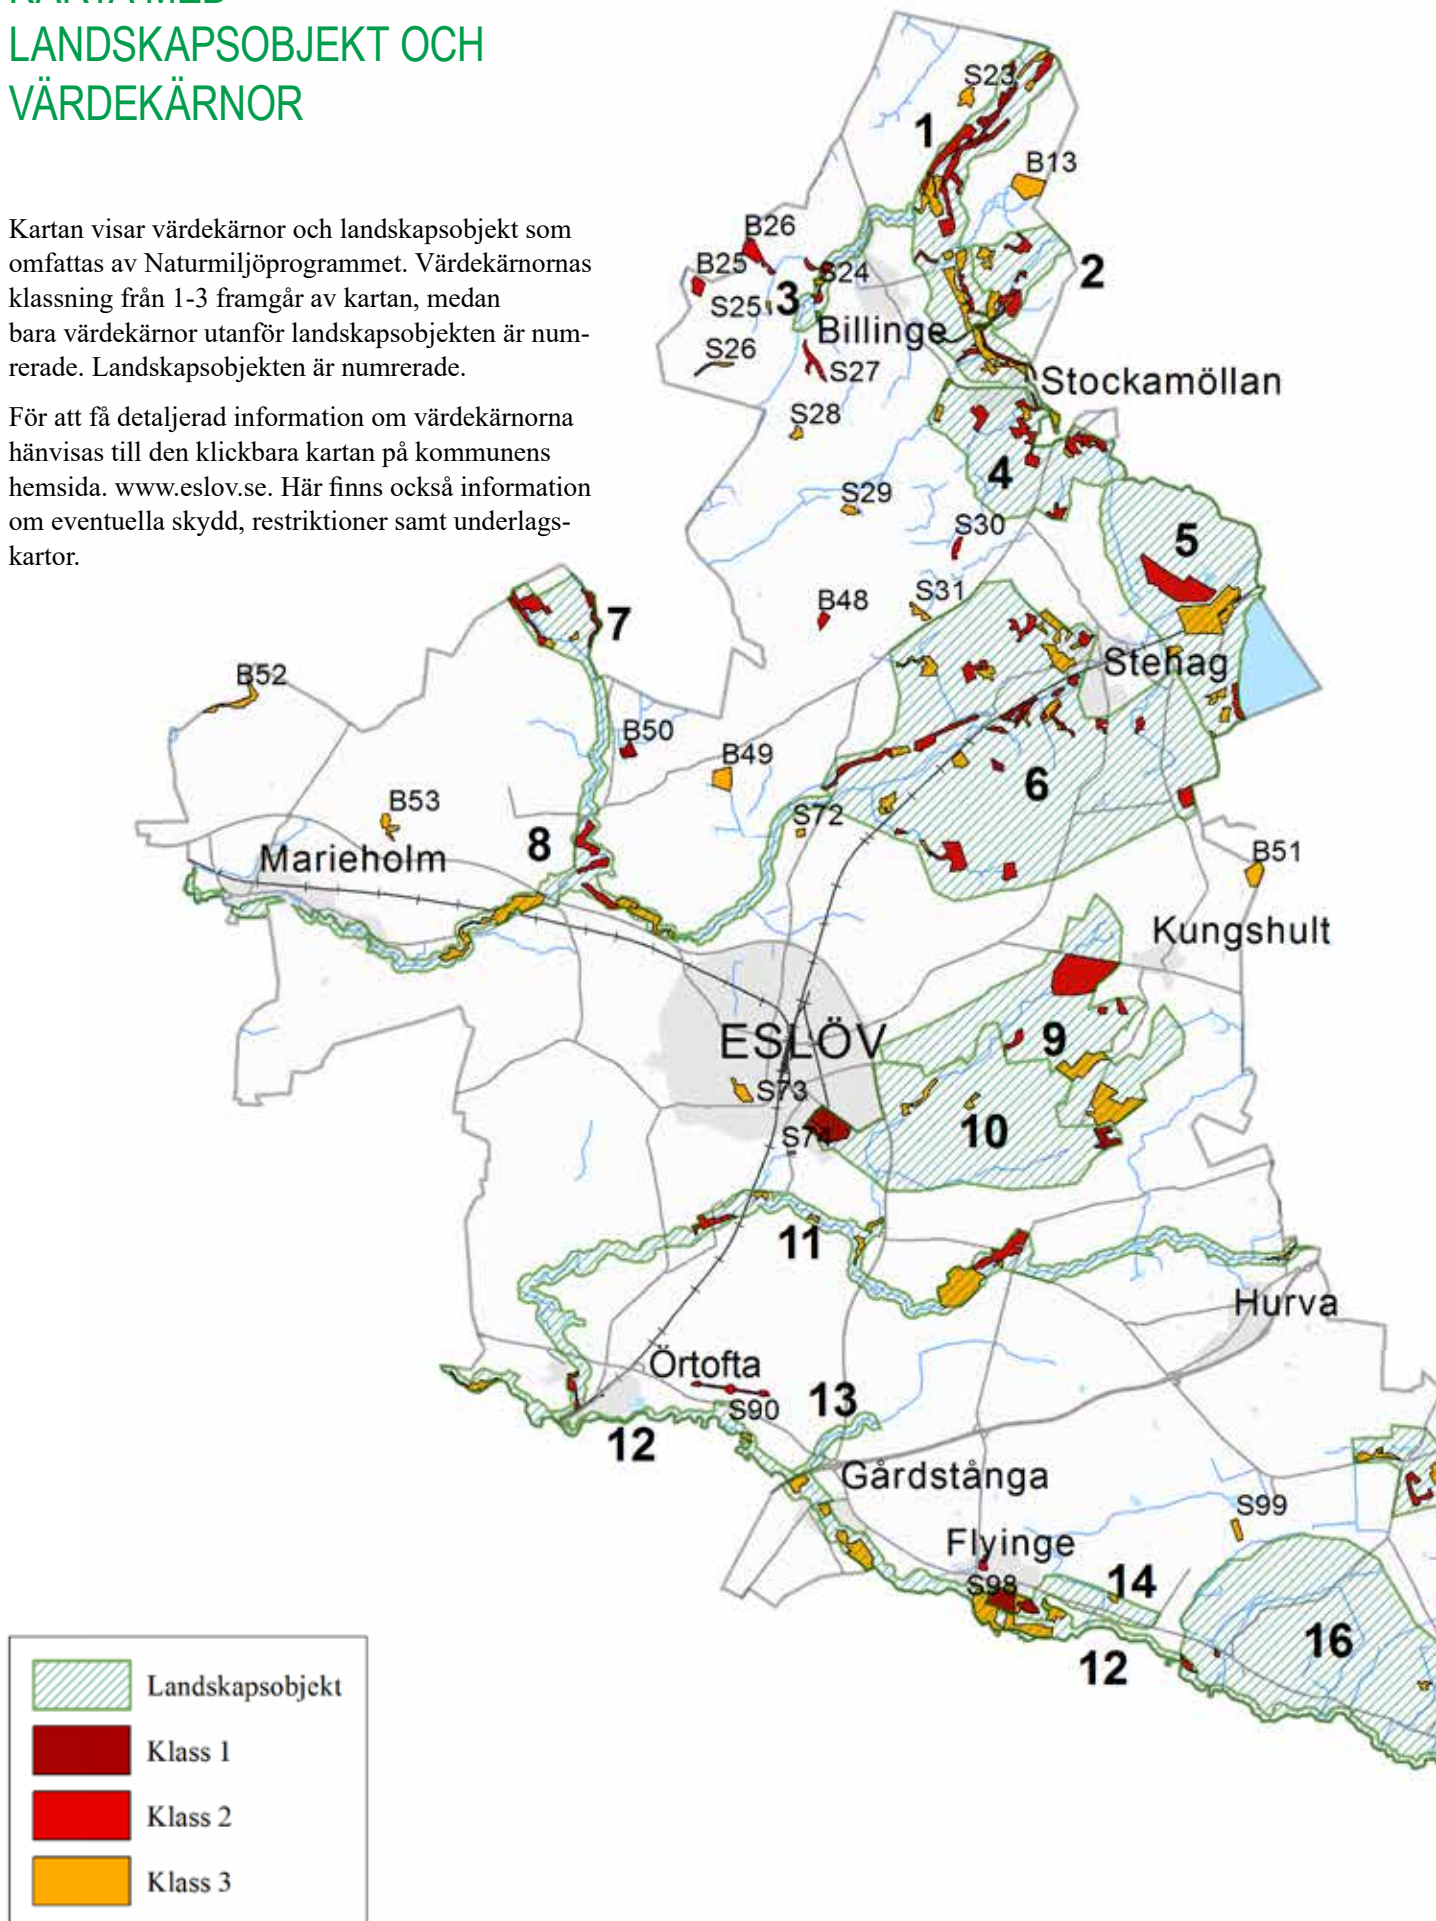 KARTA MED
LANDSKAPSOBJEKT OCH
VÄRDEKÄRNOR
Kartan visar värdekärnor och landskapsobjekt som
omfattas av Naturmiljöprogrammet. Värdekärnornas
klassning från 1-3 framgår av kartan, medan
bara värdekärnor utanför landskapsobjekten är num-
rerade. Landskapsobjekten är numrerade.
För att få detaljerad information om värdekärnorna
hänvisas till den klickbara kartan på kommunens
hemsida. www.eslov.se. Här finns också information
om eventuella skydd, restriktioner samt underlags-
kartor.
S23
1
B13
B26
B25
S24
2
S25
3
Billinge
S26
S27
Stockamöllan
S28
4
S29
S30
5
B48
S31
7
Stehag
B52
B50
B49
6
B53
S72
8
Marieholm
B51
Kungshult
ESLÖV
9
S73
10
S74
11
Hurva
Örtofta
S90
13
12
Gårdstånga
S99
Flyinge
S98
14
16
12
Landskapsobjekt
Klass 1
Klass 2
Klass 3